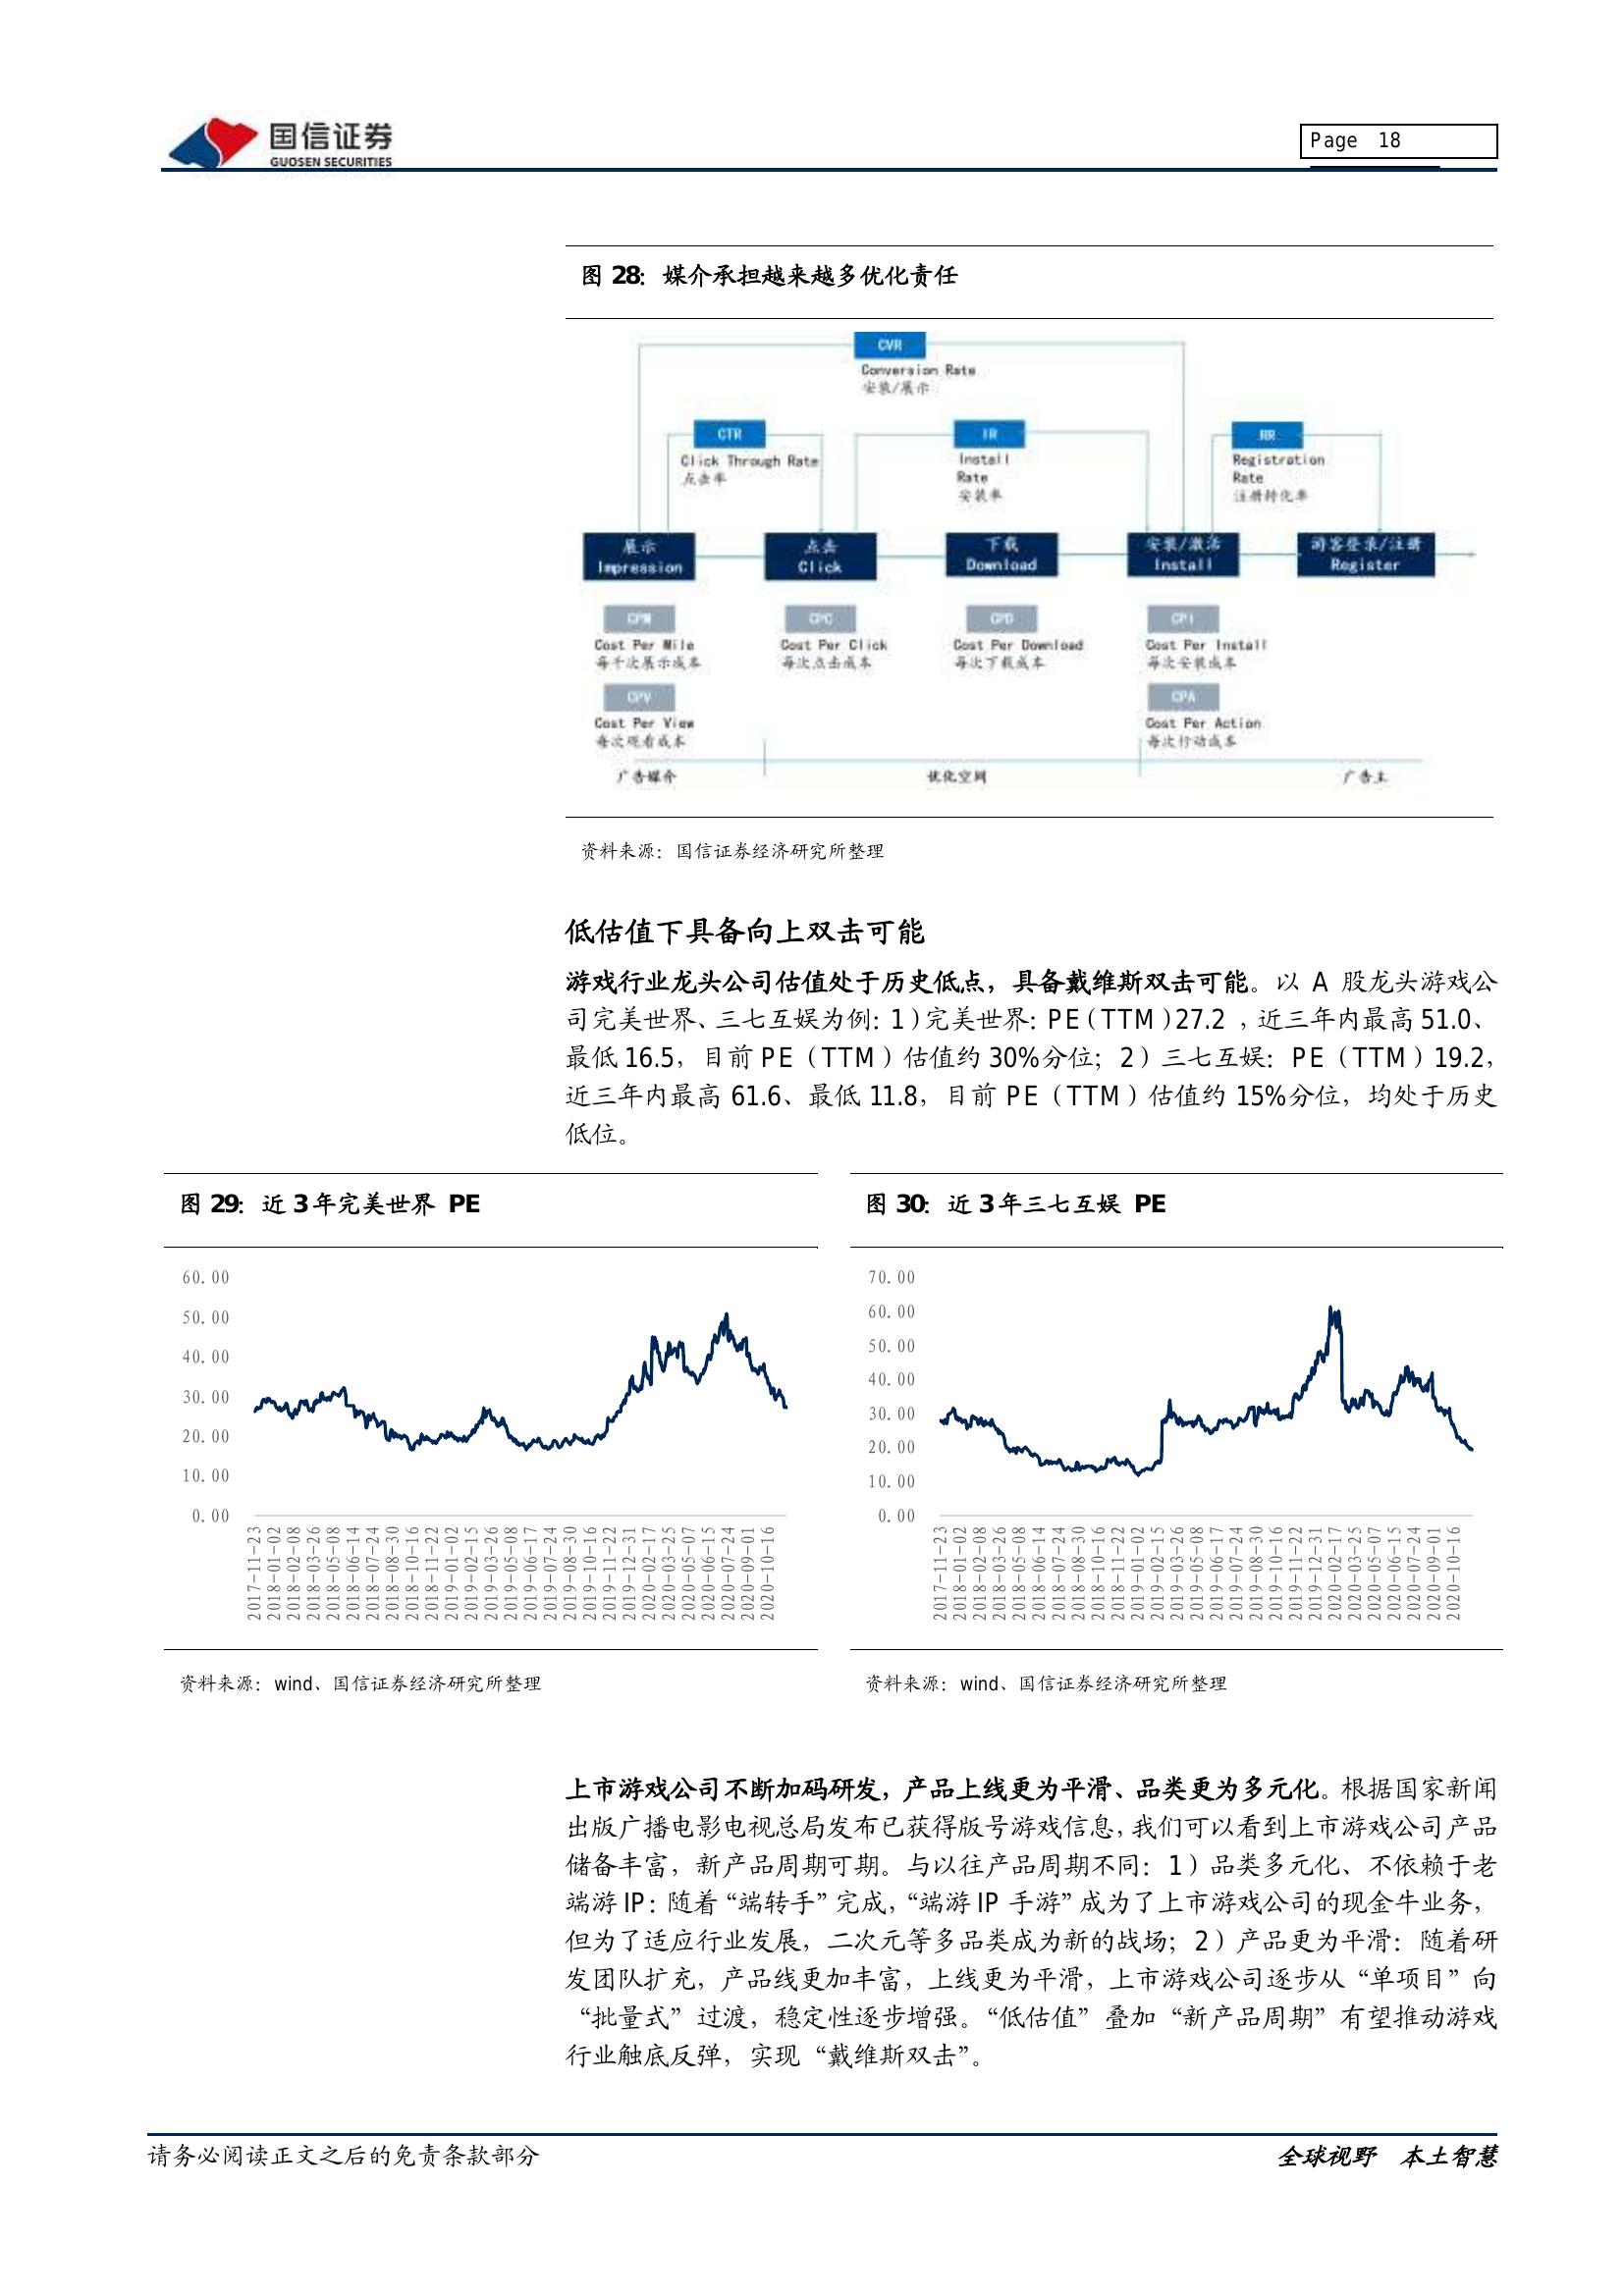 国信证券
GUOSEN SECURITIES
Page 18
图 28：媒介承担越来越多优化责任
CVR
Conversion Rate
安装/展示
CTR
Click Through Rate
点击率
IR
Install
Rate
安装率
RR
Registration
Rate
注册转化率
展示
Impression
点击
Click
下载
Download
安装/激活
Install
游客登录/注册
Register
CPM
Cost Per Mile
每千次展示成本
CPC
Cost Per Click
每次点击成本
CPD
Cost Per Download
每次下载成本
CPI
Cost Per Install
每次安装成本
CPV
Cost Per View
每次观看成本
CPA
Cost Per Action
每次行动成本
广告媒介
优化空间
广告主
资料来源：国信证券经济研究所整理
低估值下具备向上双击可能
游戏行业龙头公司估值处于历史低点，具备戴维斯双击可能。以 A 股龙头游戏公
司完美世界、三七互娱为例：1）完美世界：PE（TTM）27.2 ，近三年内最高 51.0、
最低 16.5，目前 PE（TTM）估值约 30%分位；2）三七互娱：PE（TTM）19.2，
近三年内最高 61.6、最低 11.8，目前 PE（TTM）估值约 15%分位，均处于历史
低位。
图 29：近 3 年完美世界 PE
60.00
50.00
40.00
30.00
20.00
10.00
0.00
2017-11-23
2018-01-02
2018-02-08
2018-03-26
2018-05-08
2018-06-14
2018-07-24
2018-08-30
2018-10-16
2018-11-22
2019-01-02
2019-02-15
2019-03-26
2019-05-08
2019-06-17
2019-07-24
2019-08-30
2019-10-16
2019-11-22
2019-12-31
2020-02-17
2020-03-25
2020-05-07
2020-06-15
2020-07-24
2020-09-01
2020-10-16
资料来源：wind、国信证券经济研究所整理
图 30：近 3 年三七互娱 PE
70.00
60.00
50.00
40.00
30.00
20.00
10.00
0.00
2017-11-23
2018-01-02
2018-02-08
2018-03-26
2018-05-08
2018-06-14
2018-07-24
2018-08-30
2018-10-16
2018-11-22
2019-01-02
2019-02-15
2019-03-26
2019-05-08
2019-06-17
2019-07-24
2019-08-30
2019-10-16
2019-11-22
2019-12-31
2020-02-17
2020-03-25
2020-05-07
2020-06-15
2020-07-24
2020-09-01
2020-10-16
资料来源：wind、国信证券经济研究所整理
上市游戏公司不断加码研发，产品上线更为平滑、品类更为多元化。根据国家新闻
出版广播电影电视总局发布已获得版号游戏信息，我们可以看到上市游戏公司产品
储备丰富，新产品周期可期。与以往产品周期不同：1）品类多元化、不依赖于老
端游 IP：随着“端转手”完成，“端游 IP 手游”成为了上市游戏公司的现金牛业务，
但为了适应行业发展，二次元等多品类成为新的战场；2）产品更为平滑：随着研
发团队扩充，产品线更加丰富，上线更为平滑，上市游戏公司逐步从“单项目”向
“批量式”过渡，稳定性逐步增强。“低估值”叠加“新产品周期”有望推动游戏
行业触底反弹，实现“戴维斯双击”。
请务必阅读正文之后的免责条款部分
全球视野 本土智慧